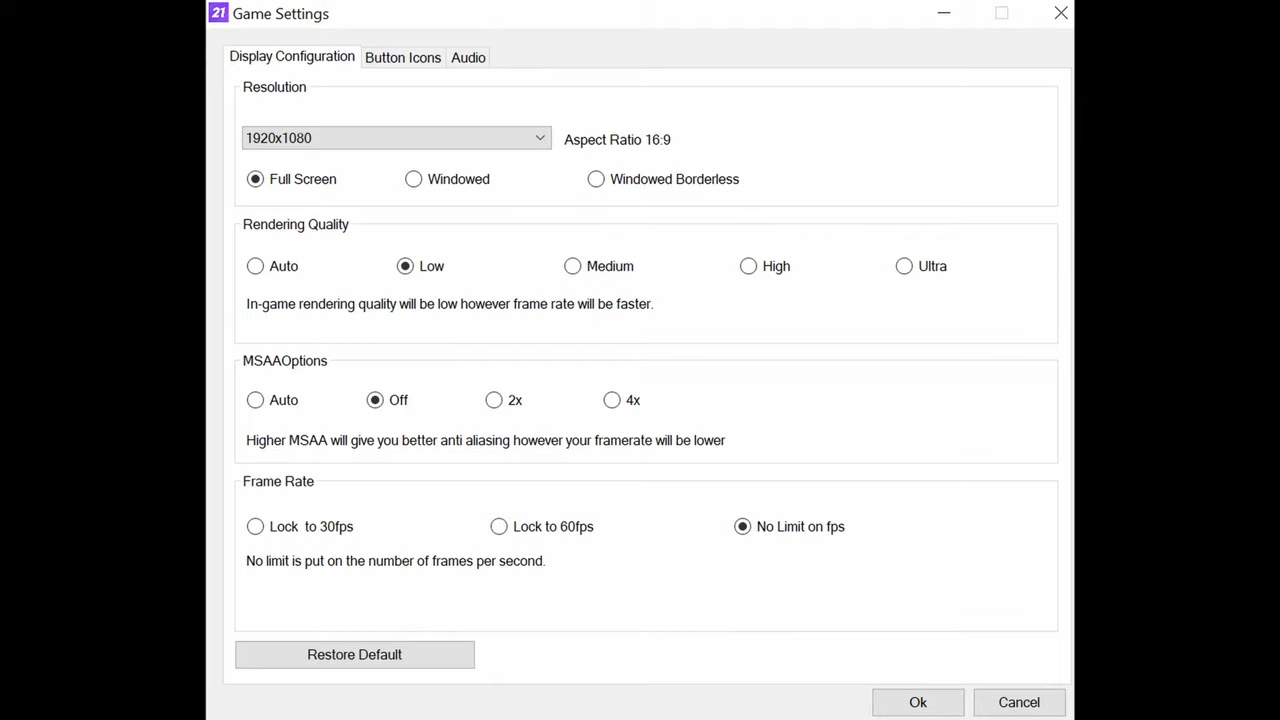 21 Game Settings
Display Configuration Button Icons Audio
Resolution
1920x1080 Aspect Ratio 16:9
Full Screen Windowed Windowed Borderless
Rendering Quality
Auto Low Medium High Ultra
In-game rendering quality will be low however frame rate will be faster.
MSAAOptions
Auto Off 2x 4x
Higher MSAA will give you better anti aliasing however your framerate will be lower
Frame Rate
Lock to 30fps Lock to 60fps No Limit on fps
No limit is put on the number of frames per second.
Restore Default
Ok Cancel